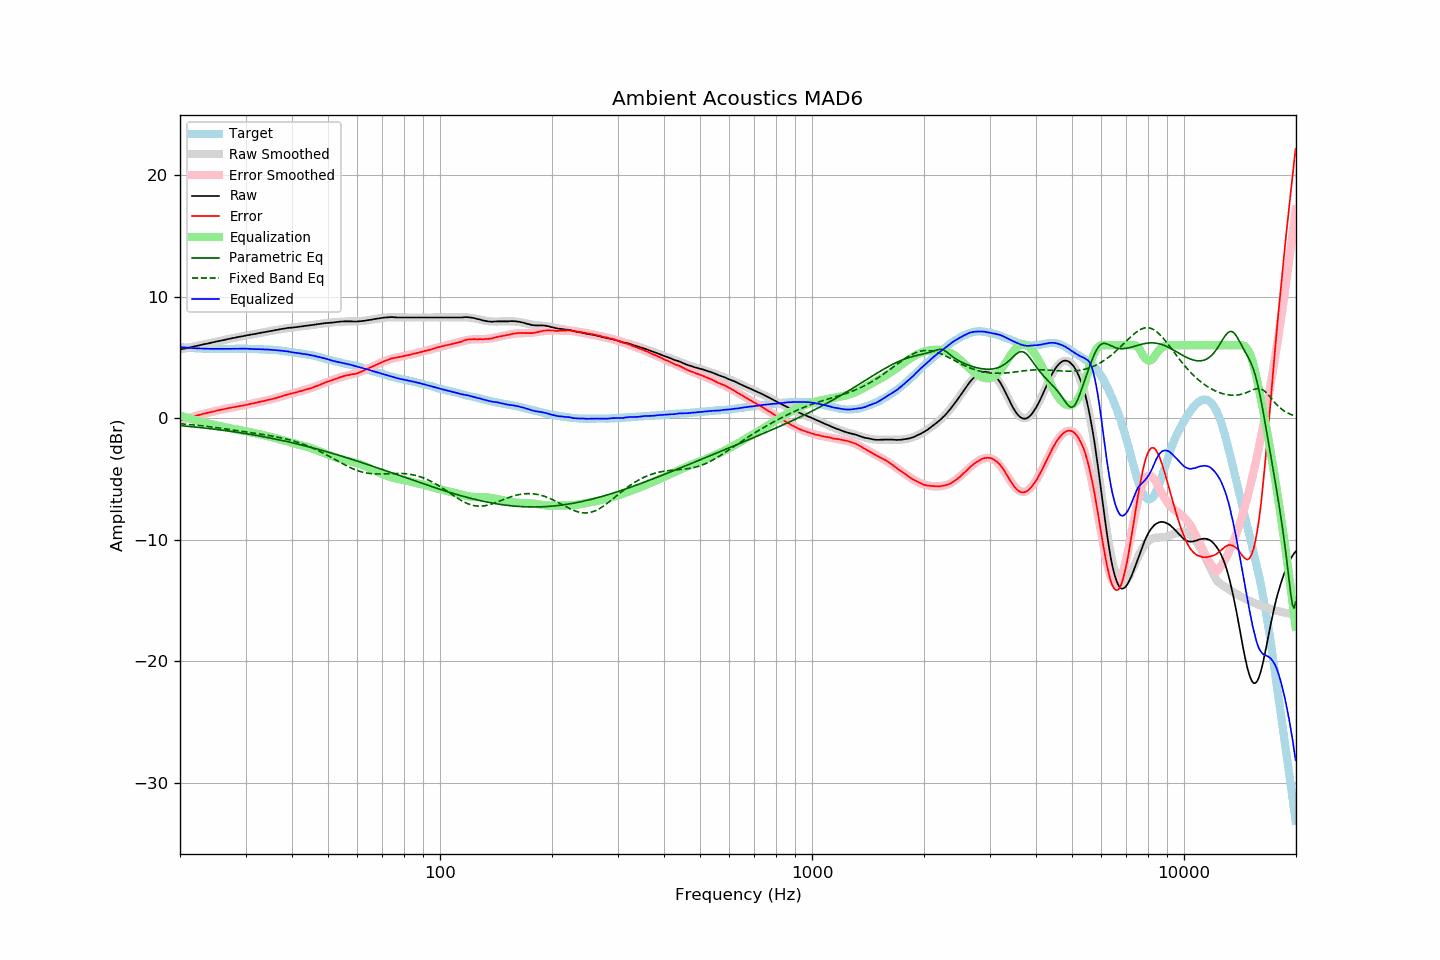 Ambient Acoustics MAD6
Target
Raw Smoothed
Error Smoothed
Raw
Error
Equalization
Parametric Eq
Fixed Band Eq
Equalized
20
10
0
−10
−20
−30
Amplitude (dBr)
100
1000
10000
Frequency (Hz)